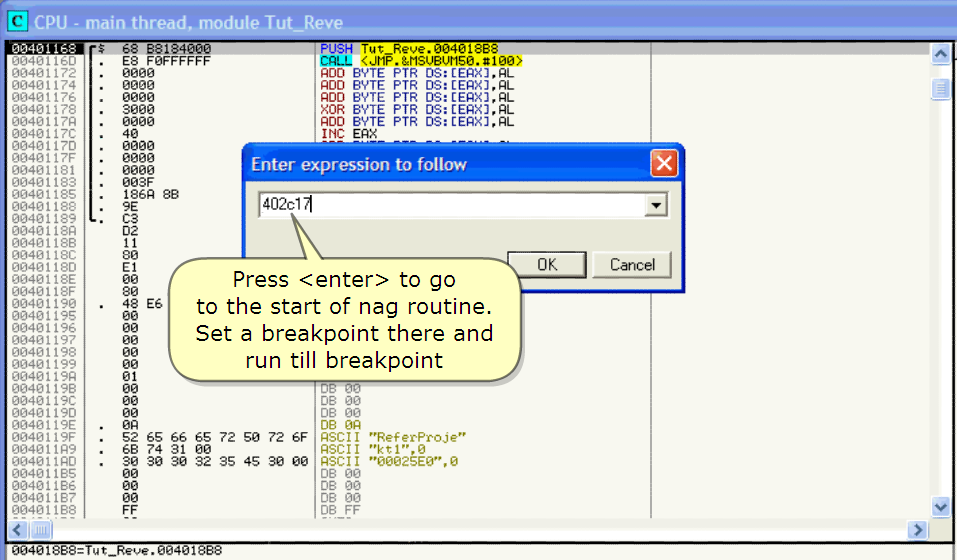 C CPU - main thread, module Tut_Reve
00401168 $ 68 B8184000 PUSH Tut_Reve.004018B8
0040116D . E8 F0FFFFFF CALL <JMP.&MSVBVM50.#100>
00401172 . 0000 ADD BYTE PTR DS:[EAX],AL
00401174 . 0000 ADD BYTE PTR DS:[EAX],AL
00401176 . 0000 ADD BYTE PTR DS:[EAX],AL
00401178 . 3000 XOR BYTE PTR DS:[EAX],AL
0040117A . 0000 ADD BYTE PTR DS:[EAX],AL
0040117C . 40 INC EAX
0040117D . 0000
0040117F . 0000
00401181 . 0000
00401183 . 003F
00401185 . 186A 8B
00401188 . 9E
00401189 . C3
0040118A D2
0040118B 11
0040118C 80
0040118D E1
0040118E 00
0040118F 80
00401190 . 48 E6
00401195 00
00401196 00
00401197 00
00401198 00
00401199 00
0040119A 01
0040119B 00 DB 00
0040119C 00 DB 00
0040119D 00 DB 00
0040119E . 0A DB 0A
0040119F . 52 65 66 65 72 50 72 6F ASCII "ReferProje"
004011A9 . 6B 74 31 00 ASCII "kt1",0
004011AD . 30 30 30 32 35 45 30 00 ASCII "00025E0",0
004011B5 00 DB 00
004011B6 00 DB 00
004011B7 00 DB 00
004011B8 FF DB FF
Enter expression to follow
402c17
OK Cancel
Press <enter> to go
to the start of nag routine.
Set a breakpoint there and
run till breakpoint
004018B8=Tut_Reve.004018B8